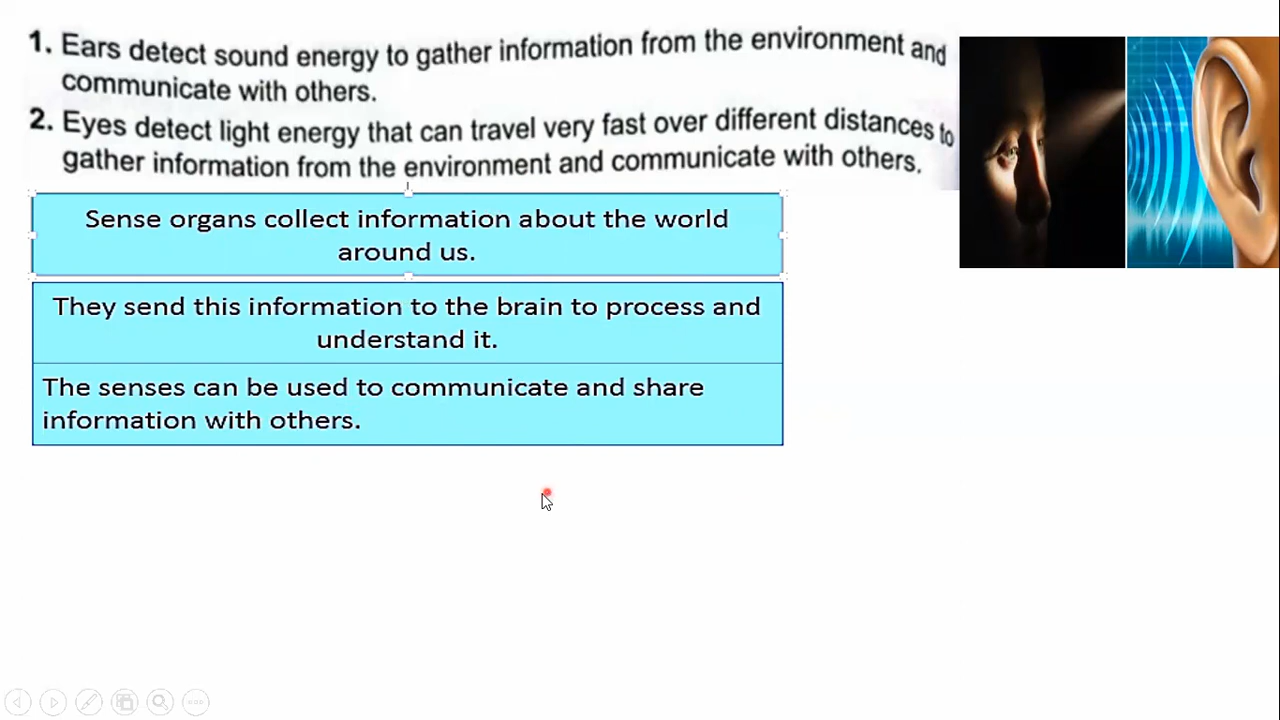 1. Ears detect sound energy to gather information from the environment and
communicate with others.
2. Eyes detect light energy that can travel very fast over different distances to
gather information from the environment and communicate with others.
Sense organs collect information about the world
around us.
They send this information to the brain to process and
understand it.
The senses can be used to communicate and share
information with others.